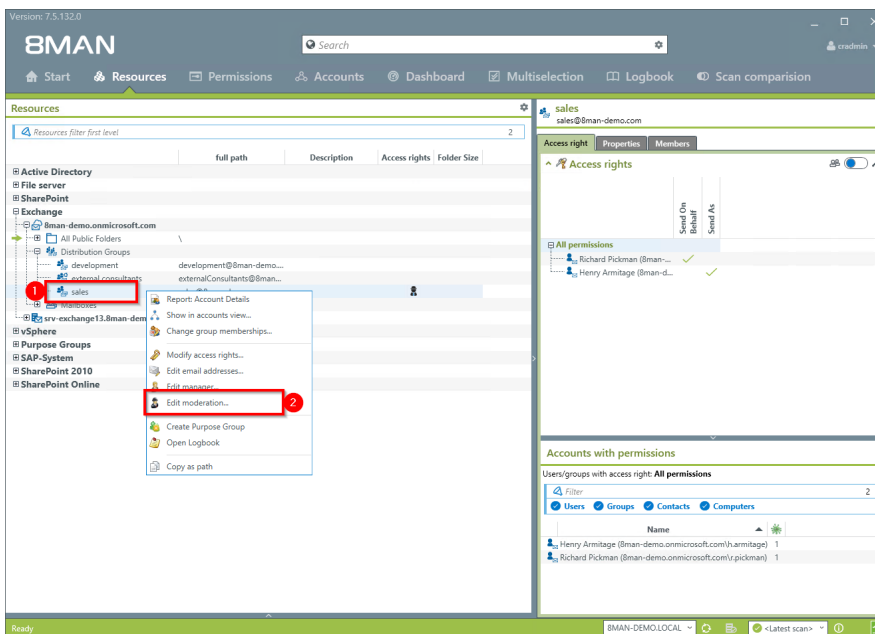 Version: 7.5.132.0
8MAN
Search
cradmin
Start Resources Permissions Accounts Dashboard Multiselection Logbook Scan comparision
Resources
Resources filter first level 2
full path Description Access rights Folder Size
Active Directory
File server
SharePoint
Exchange
8man-demo.onmicrosoft.com
All Public Folders \
Distribution Groups
development development@8man-demo....
external consultants externalConsultants@8man...
1 sales
Mailboxes
srv-exchange13.8man-dem
vSphere
Purpose Groups
SAP-System
SharePoint 2010
SharePoint Online
Report: Account Details
Show in accounts view...
Change group memberships...
Modify access rights...
Edit email addresses...
Edit manager...
Edit moderation... 2
Create Purpose Group
Open Logbook
Copy as path
sales
sales@8man-demo.com
Access right Properties Members
Access rights
Send On Behalf
Send As
All permissions
Richard Pickman (8man-...
Henry Armitage (8man-d...
Accounts with permissions
Users/groups with access right: All permissions
Filter 2
Users Groups Contacts Computers
Name
Henry Armitage (8man-demo.onmicrosoft.com\h.armitage) 1
Richard Pickman (8man-demo.onmicrosoft.com\r.pickman) 1
Ready 8MAN-DEMO.LOCAL <Latest scan>